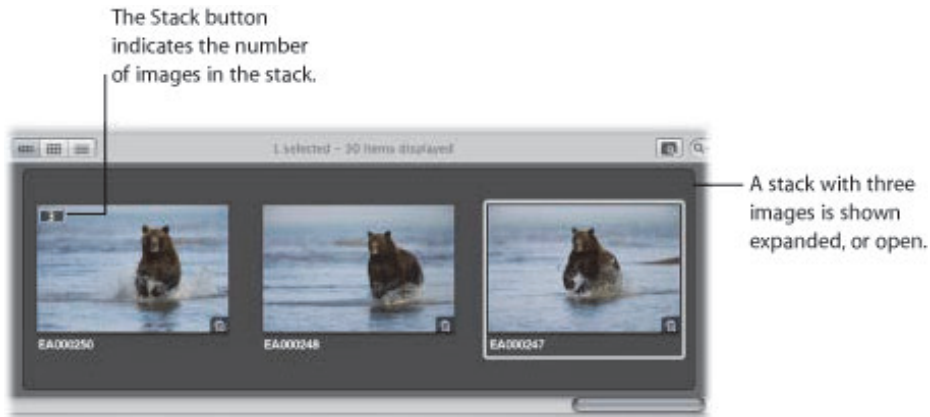 The Stack button
indicates the number
of images in the stack.
1 selected – 30 items displayed
A stack with three
images is shown
expanded, or open.
EA000250
EA000248
EA000247